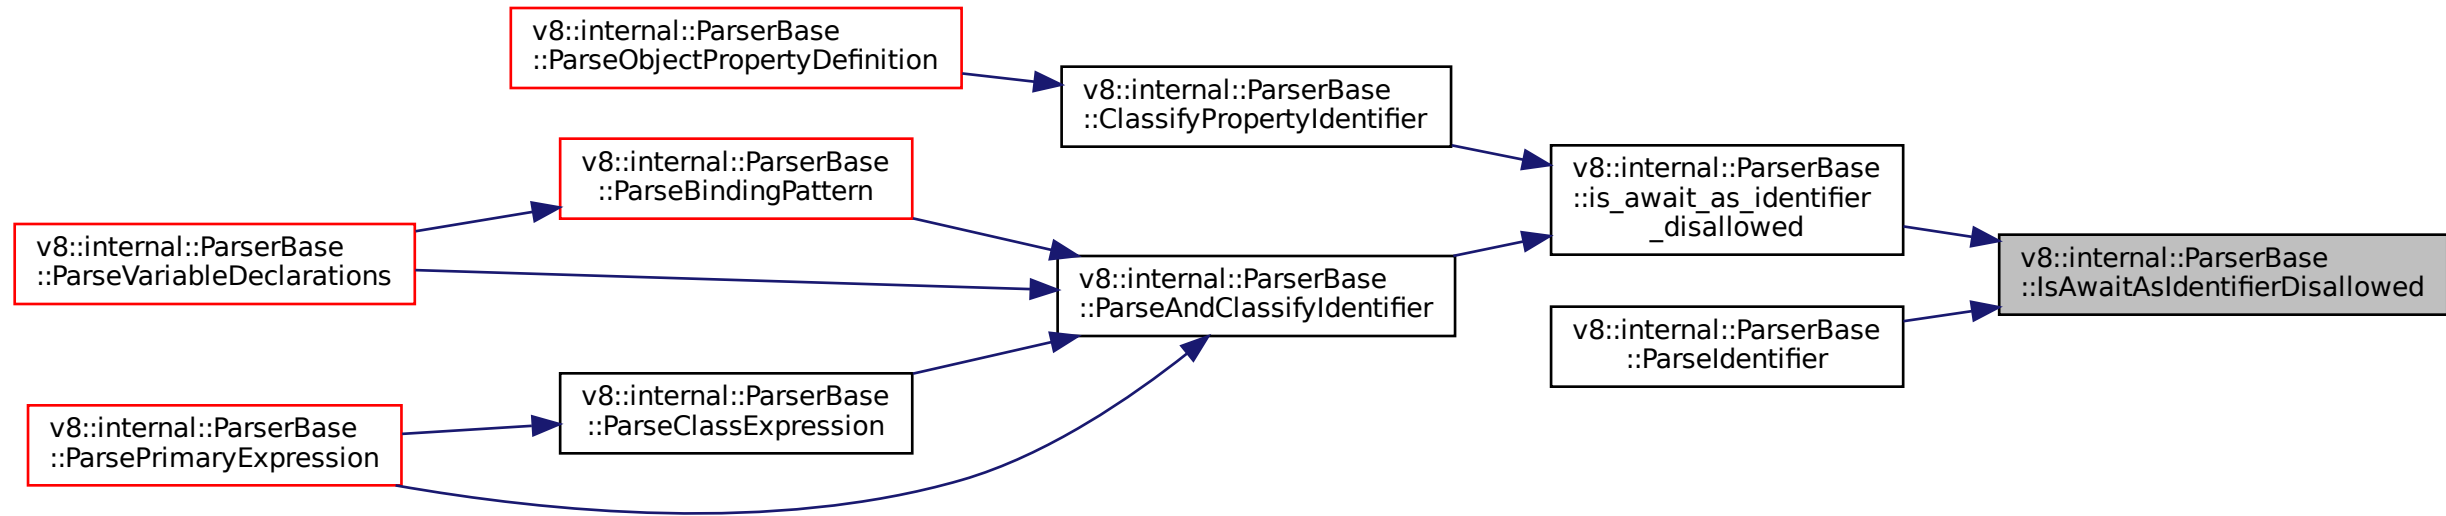 v8::internal::ParserBase
::ParseObjectPropertyDefinition
v8::internal::ParserBase
::ClassifyPropertyIdentifier
v8::internal::ParserBase
::ParseBindingPattern
v8::internal::ParserBase
::is_await_as_identifier
_disallowed
v8::internal::ParserBase
::ParseVariableDeclarations
v8::internal::ParserBase
::ParseAndClassifyIdentifier
v8::internal::ParserBase
::IsAwaitAsIdentifierDisallowed
v8::internal::ParserBase
::ParseIdentifier
v8::internal::ParserBase
::ParseClassExpression
v8::internal::ParserBase
::ParsePrimaryExpression